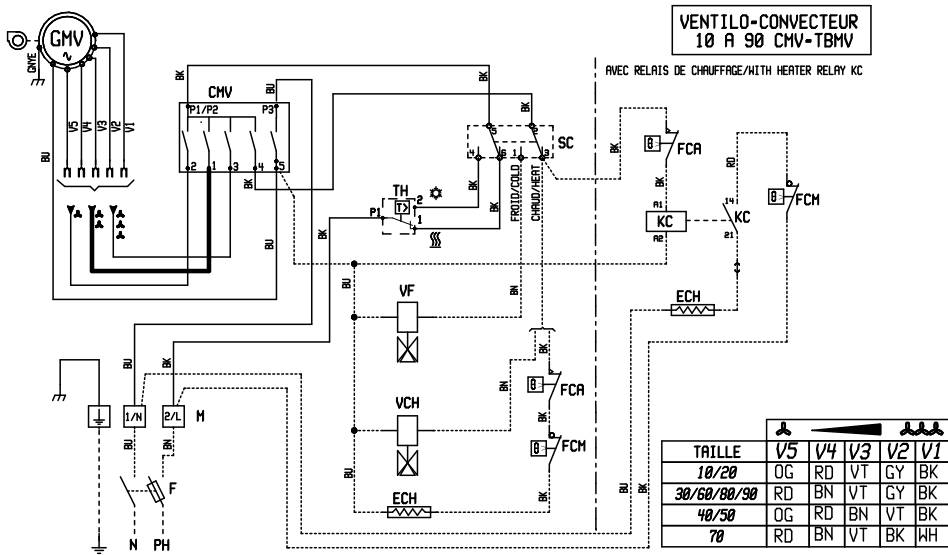 VENTILO-CONVECTEUR
10 A 90 CMV-TBMV
AVEC RELAIS DE CHAUFFAGE/WITH HEATER RELAY KC
GMV
GNYE
BU
V5
V4
V3
V2
V1
BK
BU
CMV
P1/P2
P3
2
1
3
4
5
BK
BU
BK
BK
5
2
SC
4
6
1
3
BK
BK
FROID/COLD
CHAUD/HEAT
TH
T>
P1
2
1
BK
BU
BN
VF
VCH
BN
BU
ECH
BK
FCA
BK
FCM
BK
BK
FCA
BK
A1
KC
A2
RD
14
KC
21
FCM
ECH
BU
BK
BU
BK
1/N
2/L
M
BU
BN
F
N
PH
TAILLE V5 V4 V3 V2 V1
10/20 OG RD VT GY BK
30/60/80/90 RD BN VT GY BK
40/50 OG RD BN VT BK
70 RD BN VT BK WH